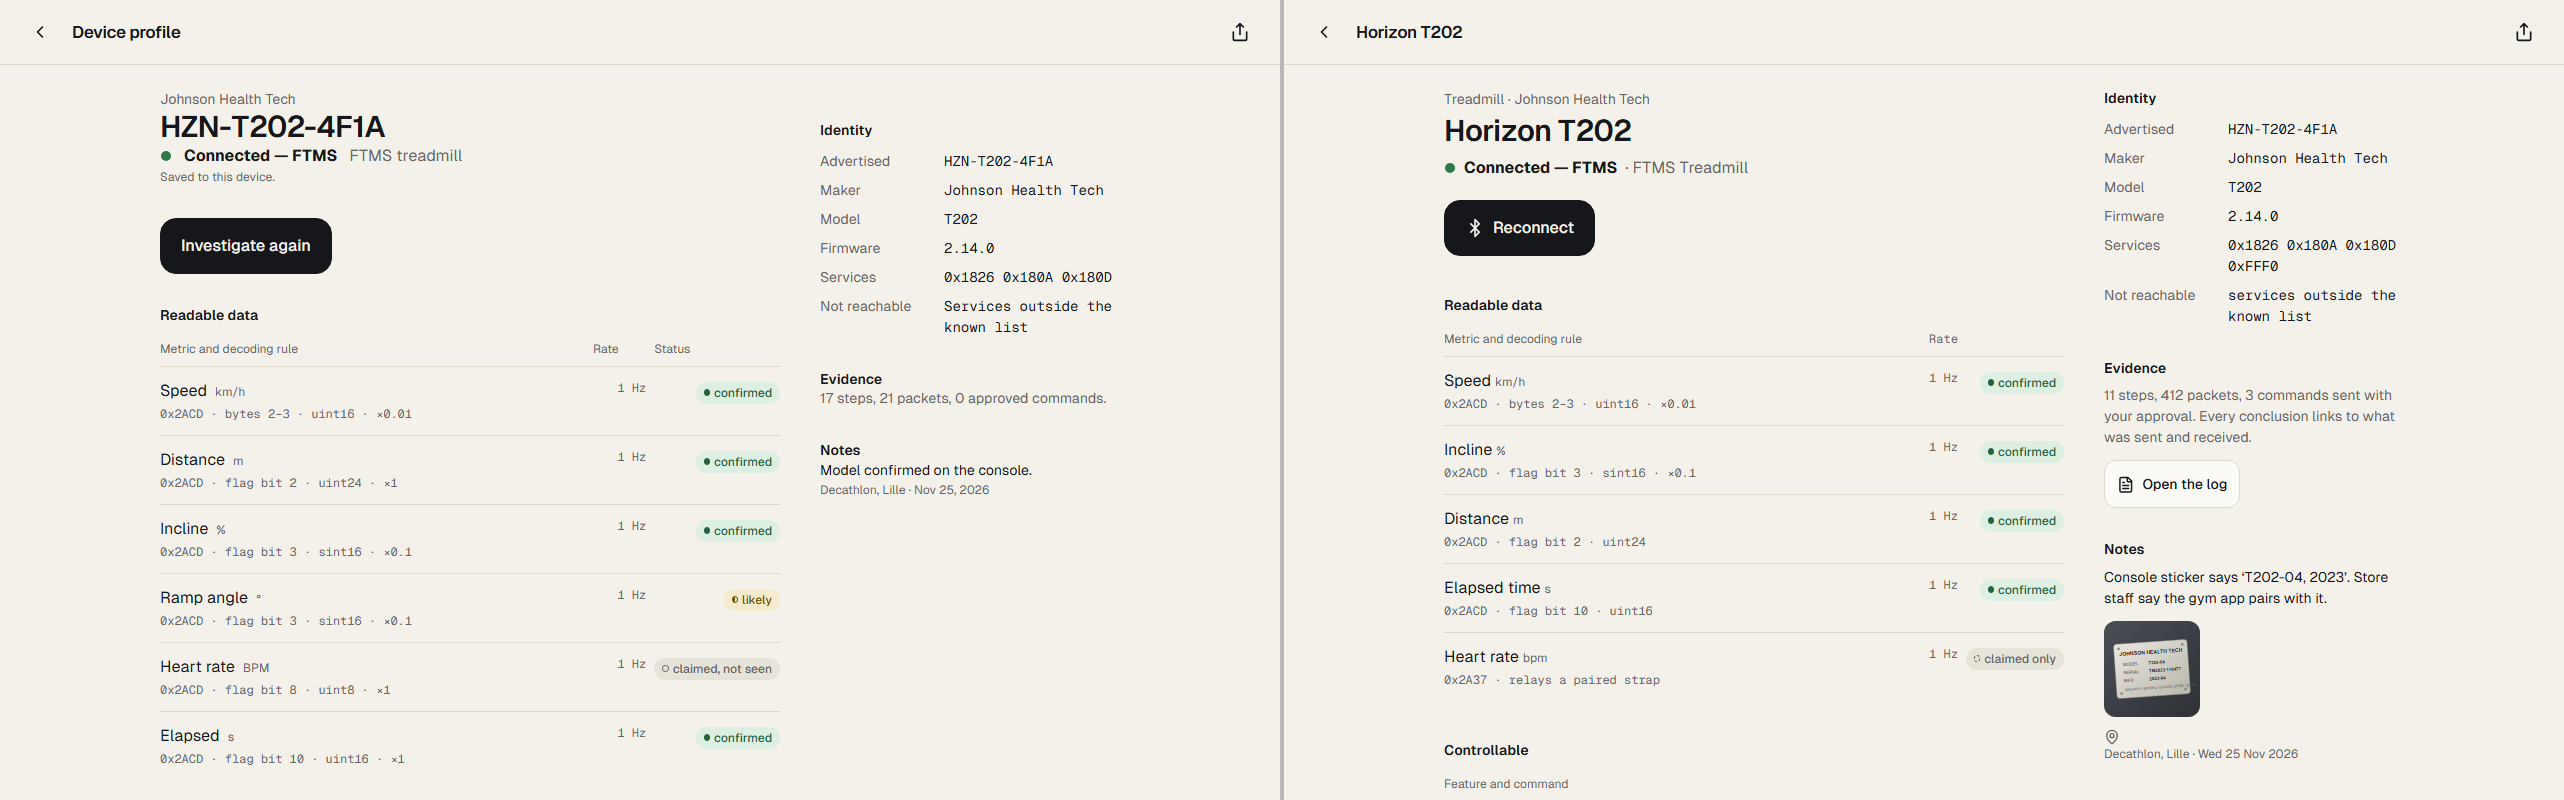 Device profile
Johnson Health Tech
HZN-T202-4F1A
Connected — FTMS FTMS treadmill
Saved to this device.
Investigate again
Readable data
Metric and decoding rule Rate Status
Speed km/h 1 Hz confirmed
0x2ACD · bytes 2–3 · uint16 · ×0.01
Distance m 1 Hz confirmed
0x2ACD · flag bit 2 · uint24 · ×1
Incline % 1 Hz confirmed
0x2ACD · flag bit 3 · sint16 · ×0.1
Ramp angle ° 1 Hz likely
0x2ACD · flag bit 3 · sint16 · ×0.1
Heart rate BPM 1 Hz claimed, not seen
0x2ACD · flag bit 8 · uint8 · ×1
Elapsed s 1 Hz confirmed
0x2ACD · flag bit 10 · uint16 · ×1
Identity
Advertised HZN-T202-4F1A
Maker Johnson Health Tech
Model T202
Firmware 2.14.0
Services 0x1826 0x180A 0x180D
Not reachable Services outside the
known list
Evidence
17 steps, 21 packets, 0 approved commands.
Notes
Model confirmed on the console.
Decathlon, Lille · Nov 25, 2026
Horizon T202
Treadmill · Johnson Health Tech
Horizon T202
Connected — FTMS · FTMS Treadmill
Reconnect
Readable data
Metric and decoding rule Rate
Speed km/h 1 Hz confirmed
0x2ACD · bytes 2–3 · uint16 · ×0.01
Incline % 1 Hz confirmed
0x2ACD · flag bit 3 · sint16 · ×0.1
Distance m 1 Hz confirmed
0x2ACD · flag bit 2 · uint24
Elapsed time s 1 Hz confirmed
0x2ACD · flag bit 10 · uint16
Heart rate bpm 1 Hz claimed only
0x2A37 · relays a paired strap
Controllable
Feature and command
Identity
Advertised HZN-T202-4F1A
Maker Johnson Health Tech
Model T202
Firmware 2.14.0
Services 0x1826 0x180A 0x180D
0xFFF0
Not reachable services outside the
known list
Evidence
11 steps, 412 packets, 3 commands sent with
your approval. Every conclusion links to what
was sent and received.
Open the log
Notes
Console sticker says ‘T202-04, 2023’. Store
staff say the gym app pairs with it.
JOHNSON HEALTH TECH
MODEL T202-04
SERIAL
MFG 2023-04
Decathlon, Lille · Wed 25 Nov 2026